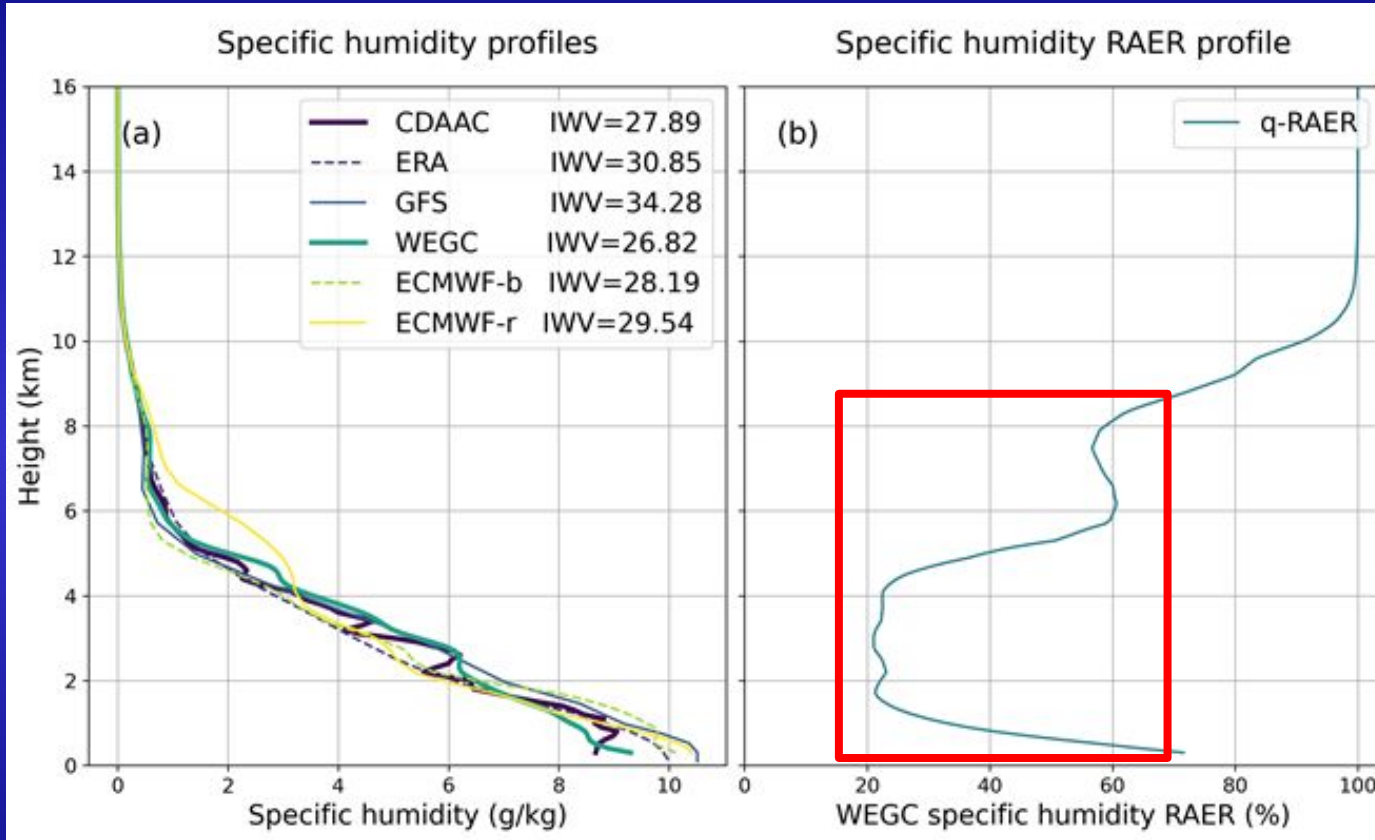 Specific humidity profiles
(a)
CDAAC IWV=27.89
ERA IWV=30.85
GFS IWV=34.28
WEGC IWV=26.82
ECMWF-b IWV=28.19
ECMWF-r IWV=29.54
16
14
12
10
8
6
4
2
0
Height (km)
0 2 4 6 8 10
Specific humidity (g/kg)
Specific humidity RAER profile
(b)
q-RAER
0 20 40 60 80 100
WEGC specific humidity RAER (%)